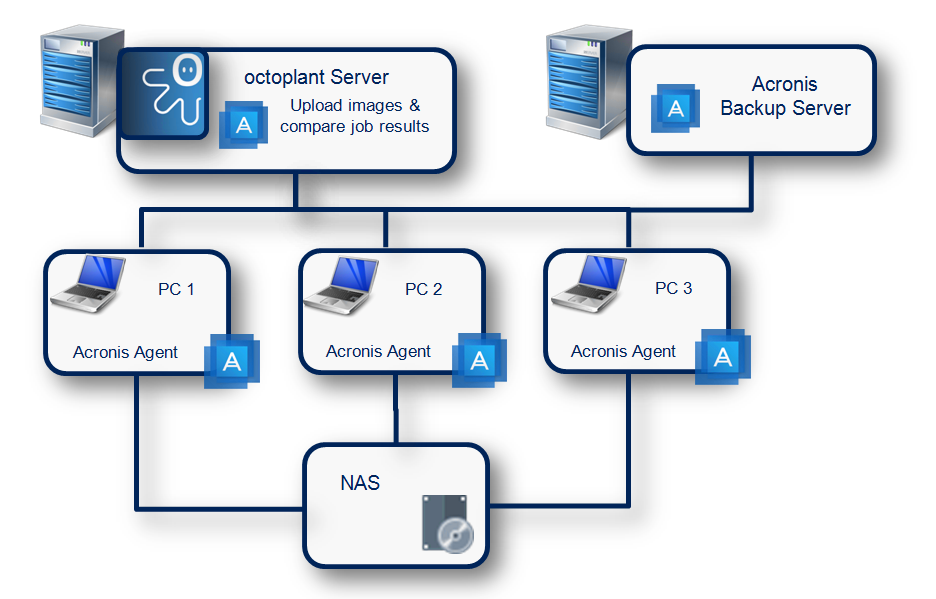 octoplant Server
Upload images &
compare job results
Acronis
Backup Server
PC 1
Acronis Agent
PC 2
Acronis Agent
PC 3
Acronis Agent
NAS